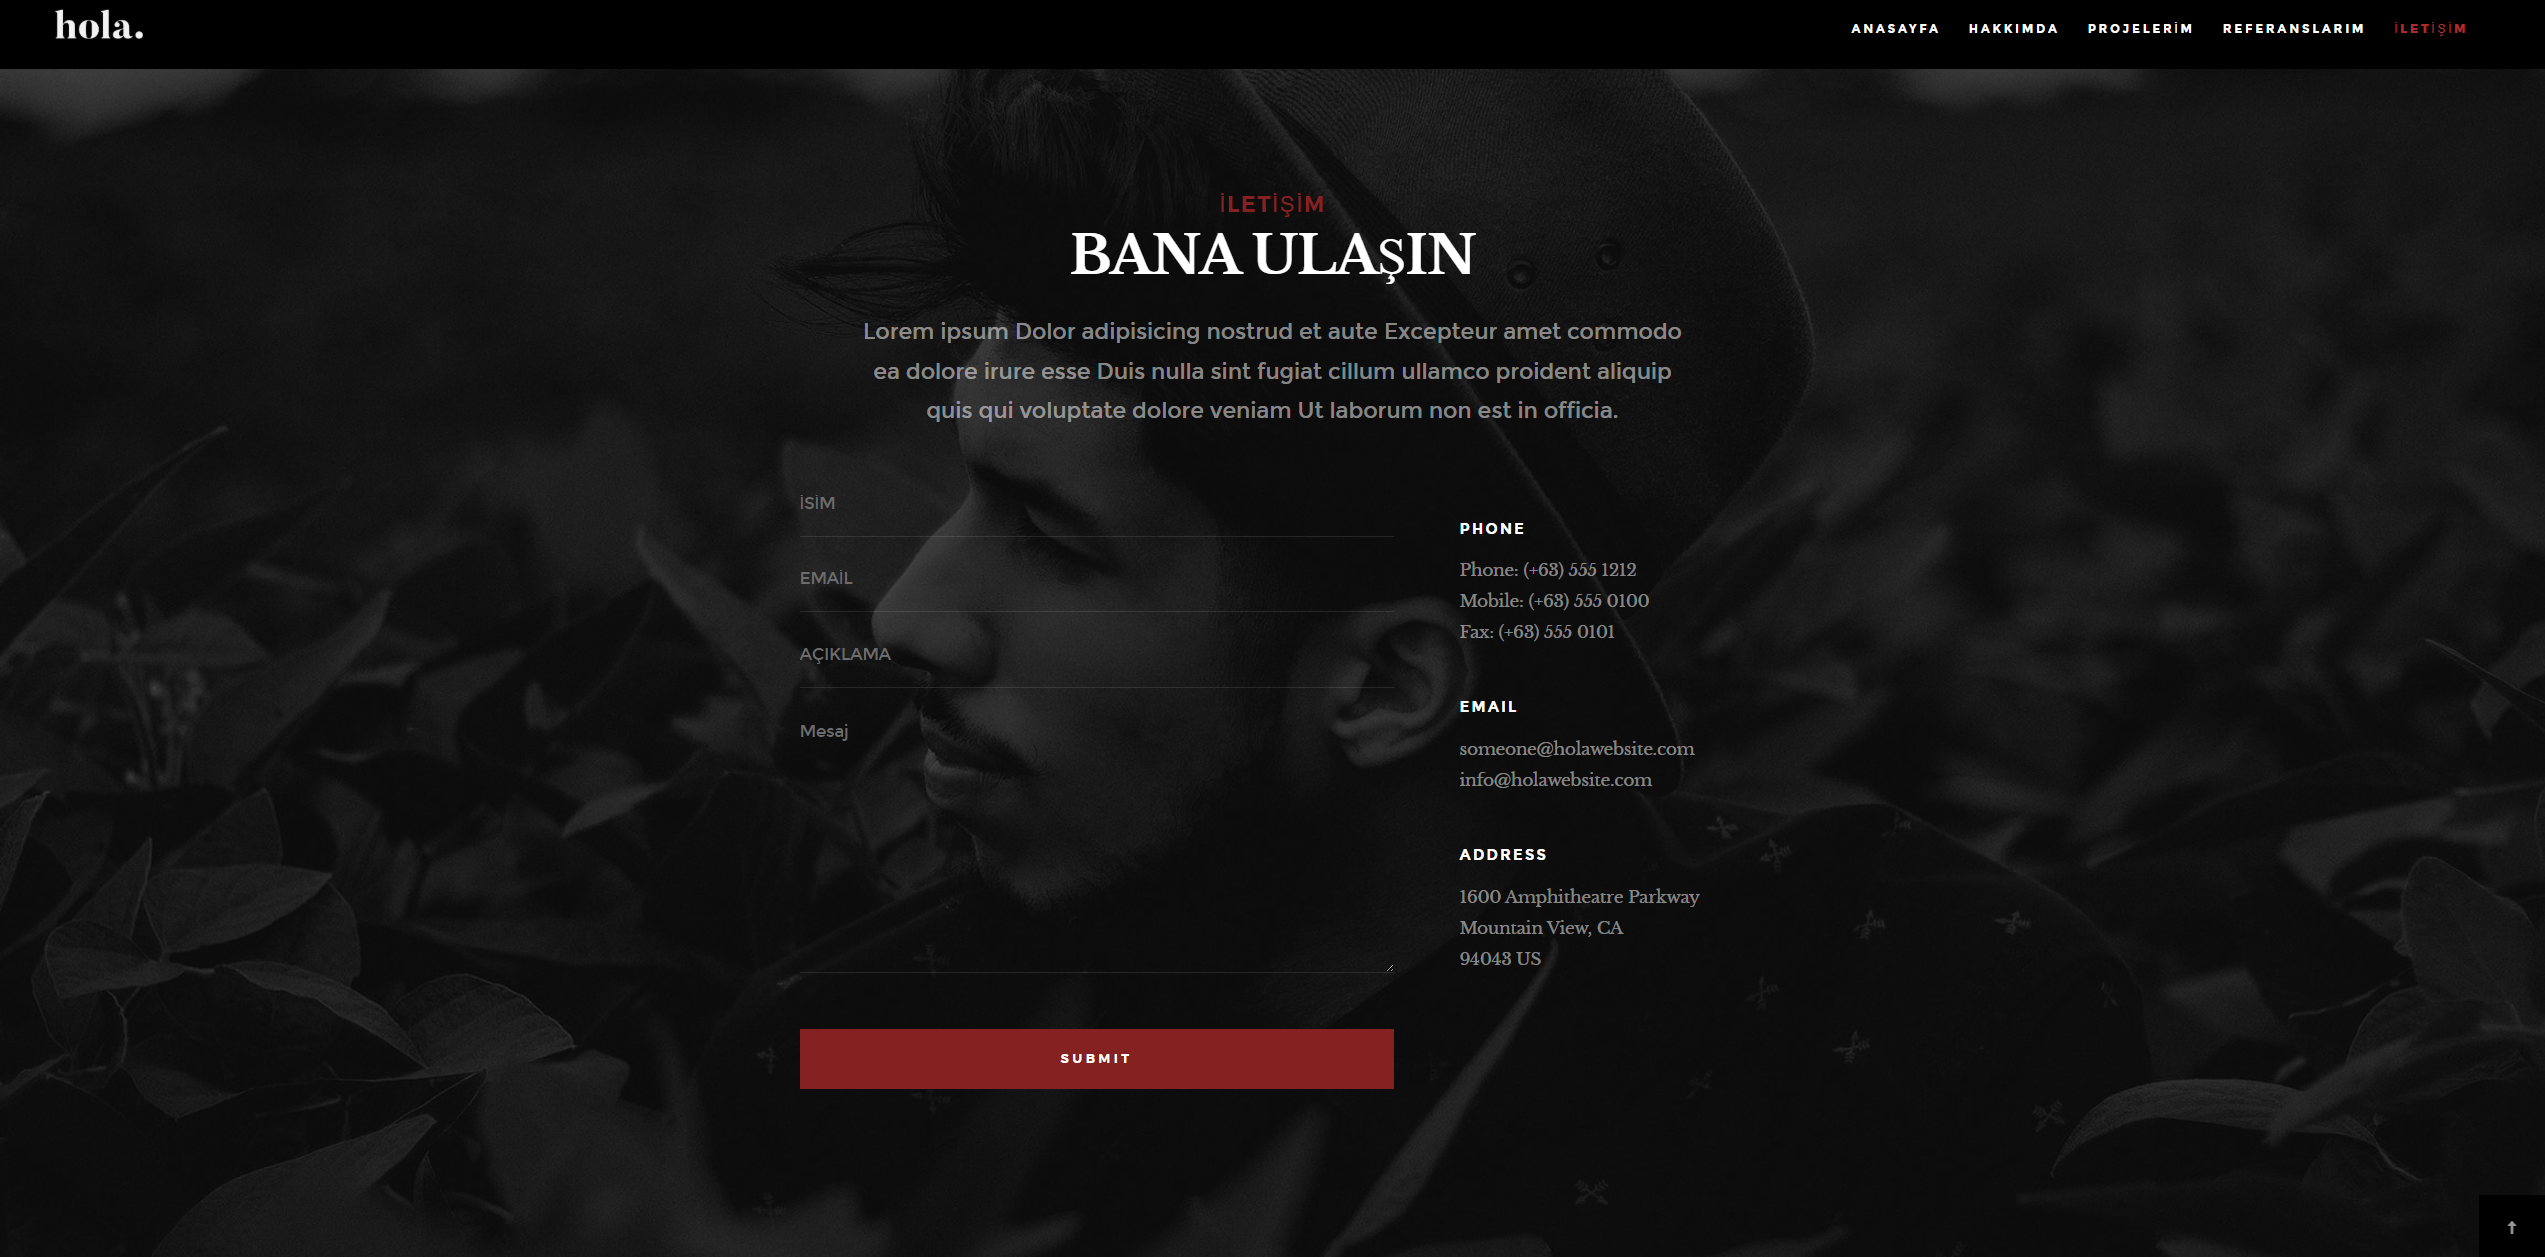 hola.
ANASAYFA HAKKIMDA PROJELERİM REFERANSLARIM İLETİŞİM
İLETİŞİM
BANA ULAŞIN
Lorem ipsum Dolor adipisicing nostrud et aute Excepteur amet commodo
ea dolore irure esse Duis nulla sint fugiat cillum ullamco proident aliquip
quis qui voluptate dolore veniam Ut laborum non est in officia.
İSİM
EMAİL
AÇIKLAMA
Mesaj
SUBMIT
PHONE
Phone: (+63) 555 1212
Mobile: (+63) 555 0100
Fax: (+63) 555 0101
EMAIL
someone@holawebsite.com
info@holawebsite.com
ADDRESS
1600 Amphitheatre Parkway
Mountain View, CA
94043 US